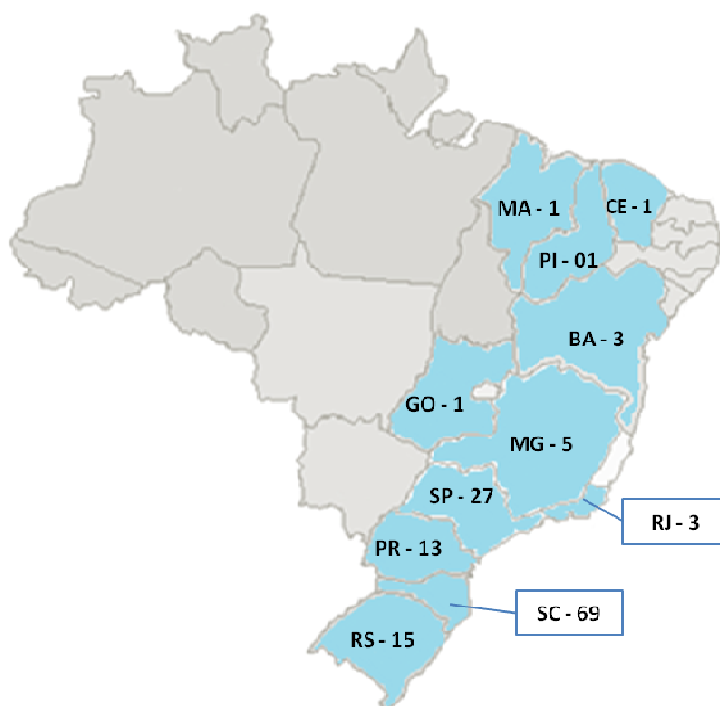 MA - 1
CE - 1
PI - 01
BA - 3
GO - 1
MG - 5
SP - 27
RJ - 3
PR - 13
SC - 69
RS - 15